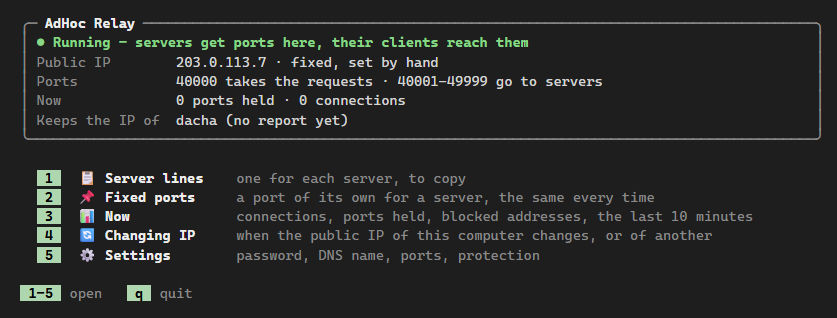 AdHoc Relay
● Running — servers get ports here, their clients reach them
Public IP 203.0.113.7 · fixed, set by hand
Ports 40000 takes the requests · 40001–49999 go to servers
Now 0 ports held · 0 connections
Keeps the IP of dacha (no report yet)
1 Server lines one for each server, to copy
2 Fixed ports a port of its own for a server, the same every time
3 Now connections, ports held, blocked addresses, the last 10 minutes
4 Changing IP when the public IP of this computer changes, or of another
5 Settings password, DNS name, ports, protection
1-5 open q quit